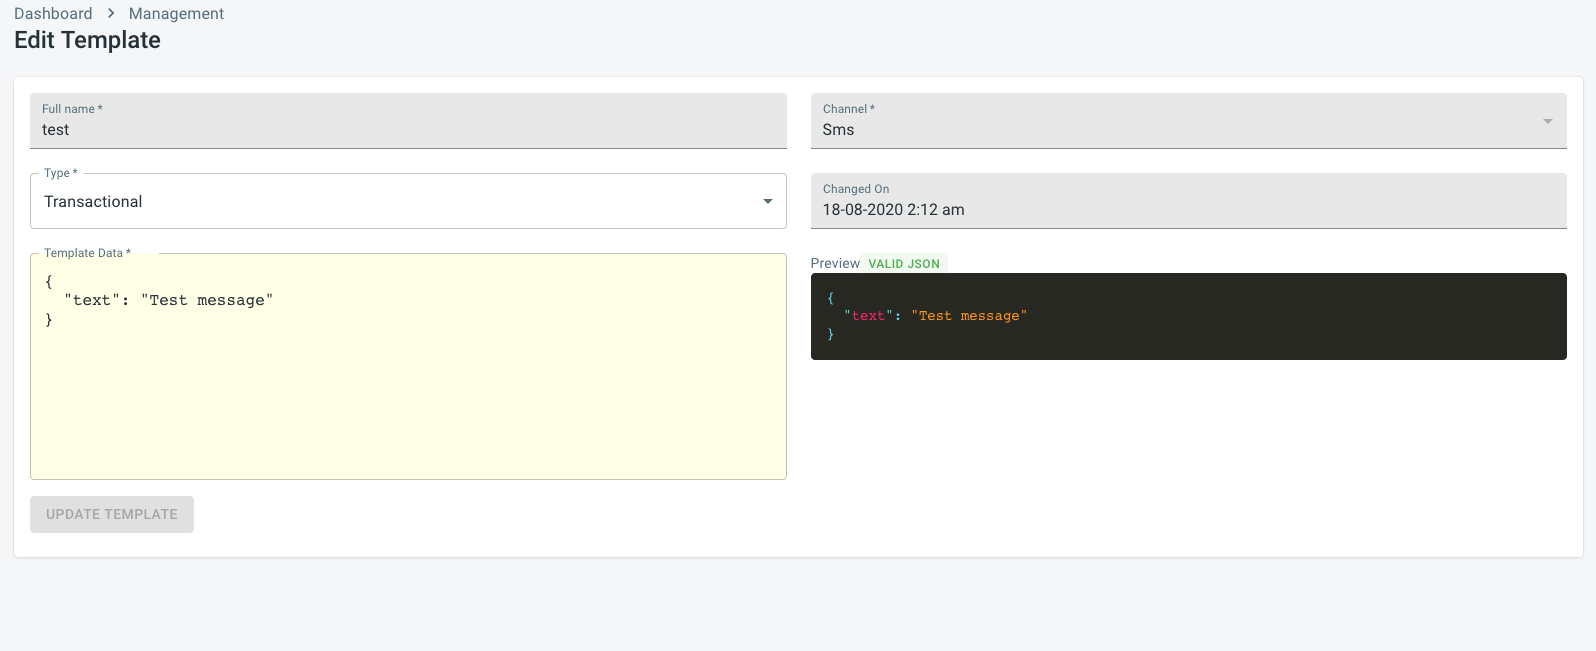 Dashboard > Management
Edit Template
Full name *
test
Channel *
Sms
Type *
Transactional
Changed On
18-08-2020 2:12 am
Template Data *
{
  "text": "Test message"
}
Preview VALID JSON
{
  "text": "Test message"
}
UPDATE TEMPLATE